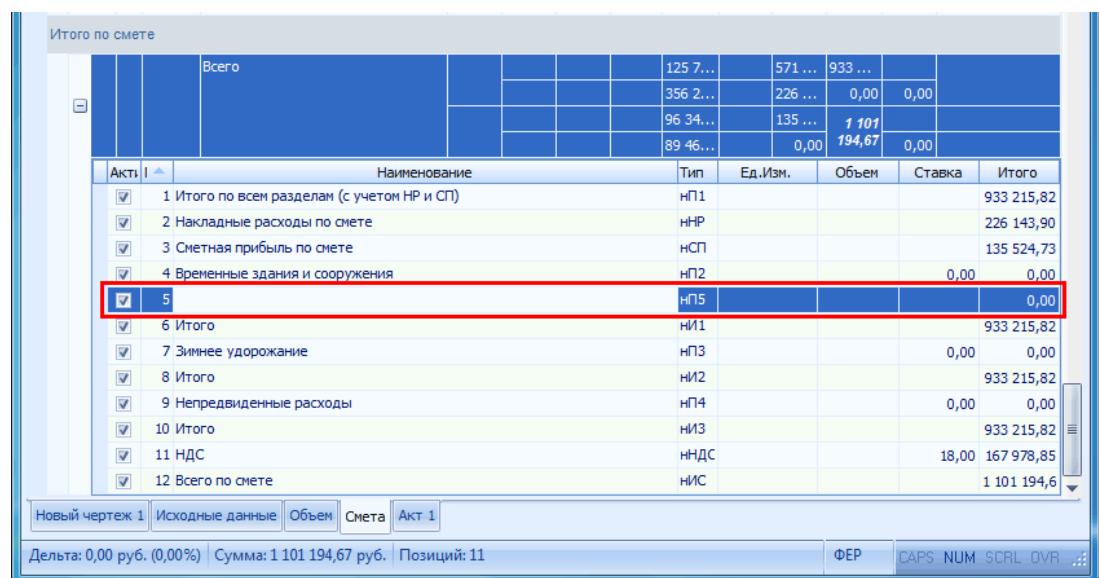 Итого по смете
Всего 125 7... 571 ... 933 ...
356 2... 226 ... 0,00 0,00
96 34... 135 ... 1 101
89 46... 0,00 194,67 0,00
Акти Наименование Тип Ед.Изм. Объем Ставка Итого
1 Итого по всем разделам (с учетом НР и СП) нП1 933 215,82
2 Накладные расходы по смете нНР 226 143,90
3 Сметная прибыль по смете нСП 135 524,73
4 Временные здания и сооружения нП2 0,00 0,00
5 нП5 0,00
6 Итого нИ1 933 215,82
7 Зимнее удорожание нП3 0,00 0,00
8 Итого нИ2 933 215,82
9 Непредвиденные расходы нП4 0,00 0,00
10 Итого нИ3 933 215,82
11 НДС нНДС 18,00 167 978,85
12 Всего по смете нИС 1 101 194,6
Новый чертеж 1 Исходные данные Объем Смета Акт 1
Дельта: 0,00 руб. (0,00%) Сумма: 1 101 194,67 руб. Позиций: 11 ФЕР CAPS NUM SCRL OVR